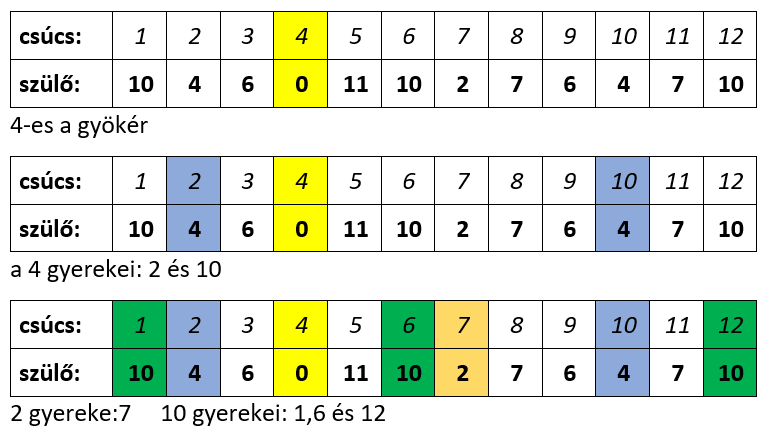 csúcs: 1 2 3 4 5 6 7 8 9 10 11 12
szülő: 10 4 6 0 11 10 2 7 6 4 7 10
4-es a gyökér
csúcs: 1 2 3 4 5 6 7 8 9 10 11 12
szülő: 10 4 6 0 11 10 2 7 6 4 7 10
a 4 gyerekei: 2 és 10
csúcs: 1 2 3 4 5 6 7 8 9 10 11 12
szülő: 10 4 6 0 11 10 2 7 6 4 7 10
2 gyereke:7 10 gyerekei: 1,6 és 12